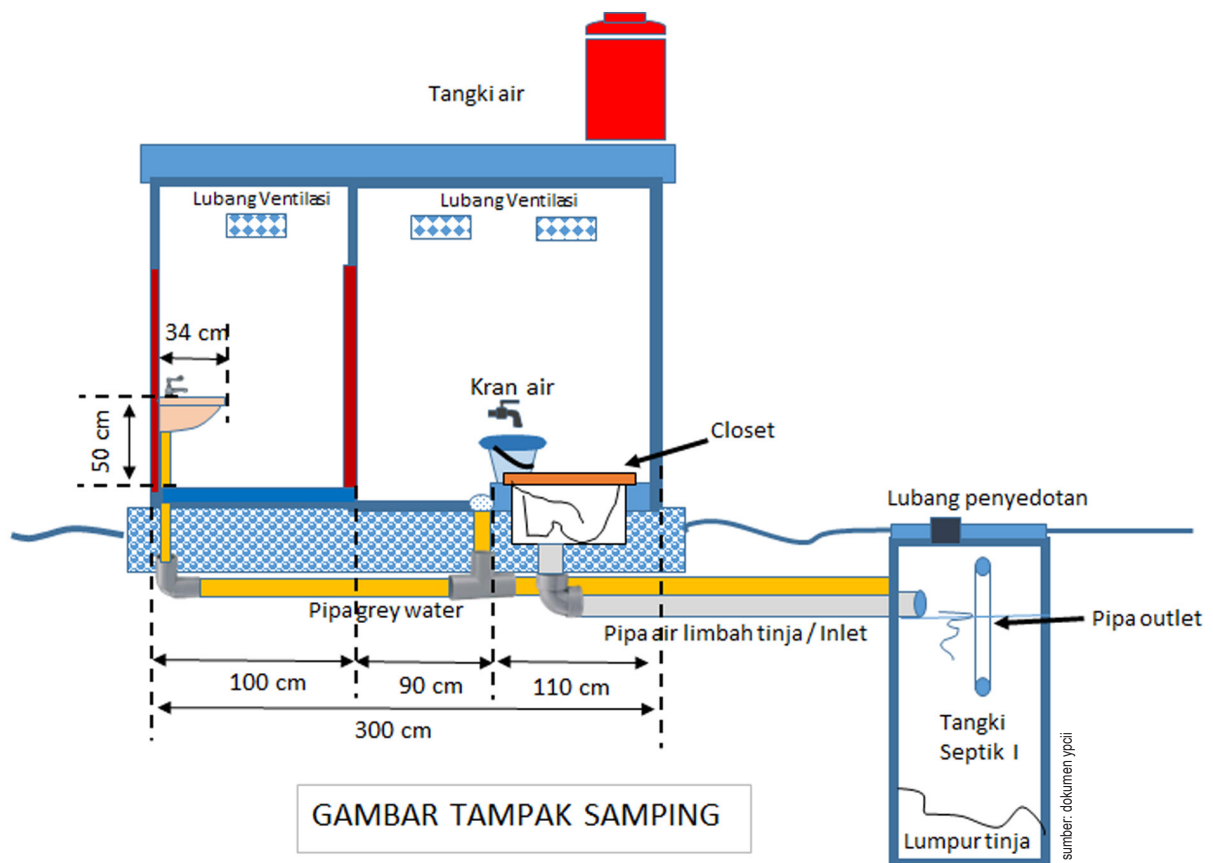 Tangki air
Lubang Ventilasi
Lubang Ventilasi
34 cm
Kran air
50 cm
Closet
Lubang penyedotan
Pipa grey water
Pipa air limbah tinja / Inlet
Pipa outlet
100 cm
90 cm
110 cm
300 cm
Tangki
Septik I
GAMBAR TAMPAK SAMPING
Lumpur tinja
sumber: dokumen ypcii